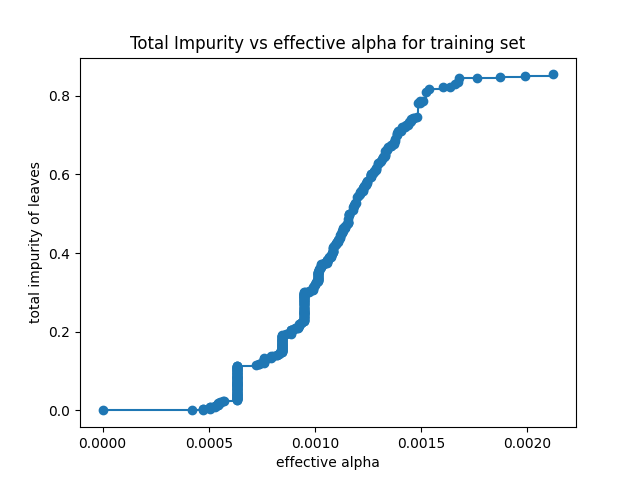 Total Impurity vs effective alpha for training set
total impurity of leaves
0.8
0.6
0.4
0.2
0.0
0.0000 0.0005 0.0010 0.0015 0.0020
effective alpha